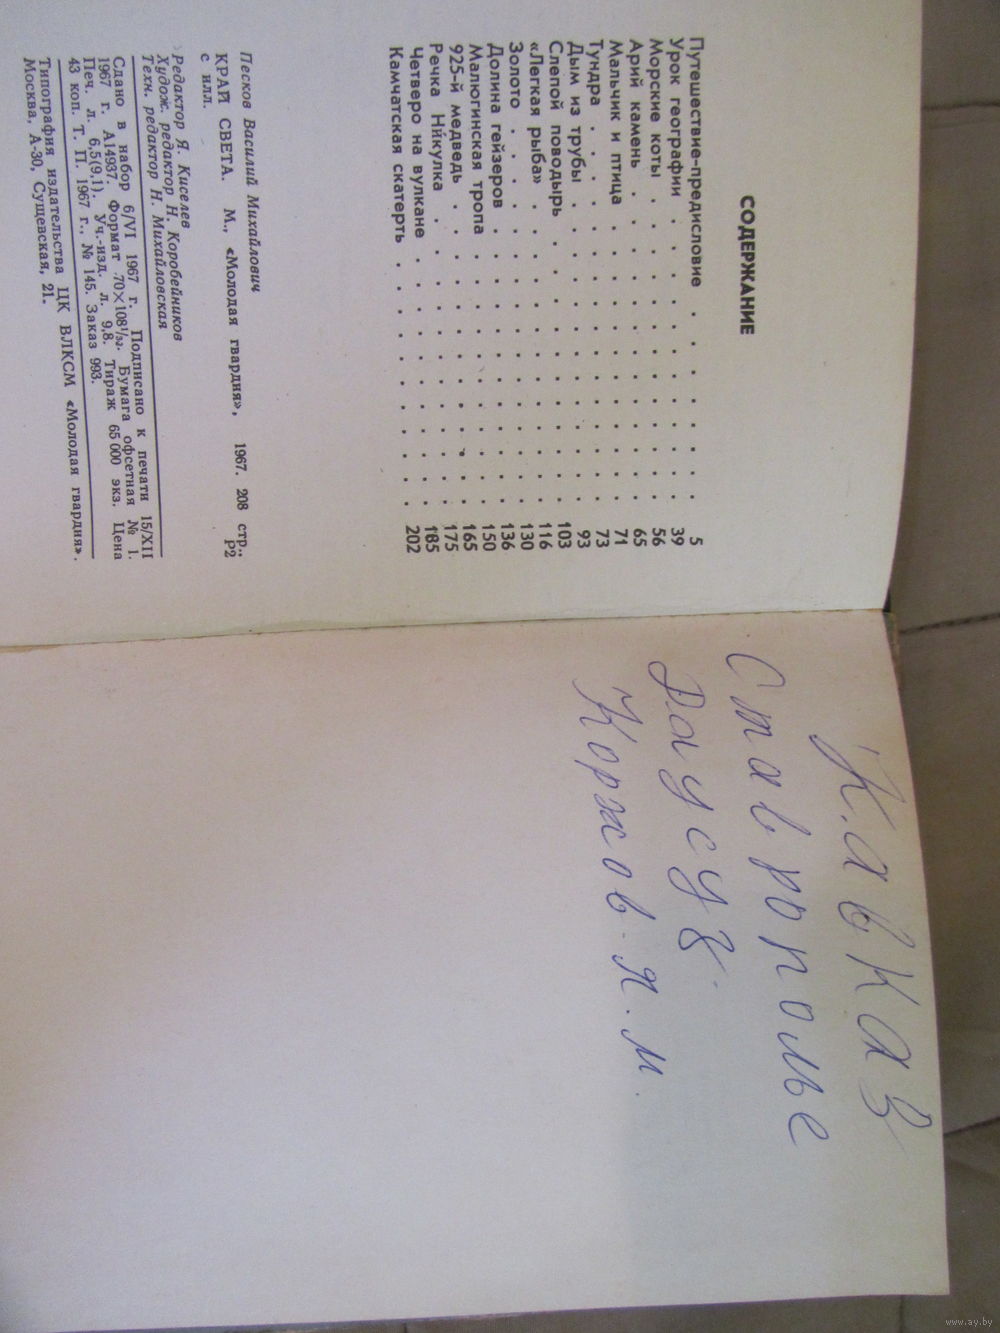 СОДЕРЖАНИЕ
Путешествие-предисловие . . . . . . . 5
Урок географии . . . . . . . . . . 39
Морские коты . . . . . . . . . . 56
Арий камень . . . . . . . . . . 65
Мальчик и птица . . . . . . . . . 71
Тундра . . . . . . . . . . . . 73
Дым из трубы . . . . . . . . . . 93
Слепой поводырь . . . . . . . . . 103
«Легкая рыба» . . . . . . . . . . 116
Золото . . . . . . . . . . . . 130
Долина гейзеров . . . . . . . . . 136
Малюгинская тропа . . . . . . . . . 150
925-й медведь . . . . . . . . . . 165
Речка Никулка . . . . . . . . . . 175
Четверо на вулкане . . . . . . . . 185
Камчатская скатерть . . . . . . . . 202
Песков Василий Михайлович
КРАЙ СВЕТА. М., «Молодая гвардия», 1967. 208 стр.,
с илл. Р2
Редактор Я. Киселев
Худож. редактор Н. Коробейников
Техн. редактор Н. Михайловская
Сдано в набор 6/VI 1967 г. Подписано к печати 15/XII
1967 г. А14937. Формат 70×108¹/₃₂. Бумага офсетная № 1.
Печ. л. 6,5(9,1). Уч.-изд. л. 9,8. Тираж 65 000 экз. Цена
43 коп. Т. П. 1967 г., № 145. Заказ 993.
Типография издательства ЦК ВЛКСМ «Молодая гвардия».
Москва, А-30, Сущевская, 21.
Кавказ
Ставрополье
Коржов Я. М.
www.ay.by